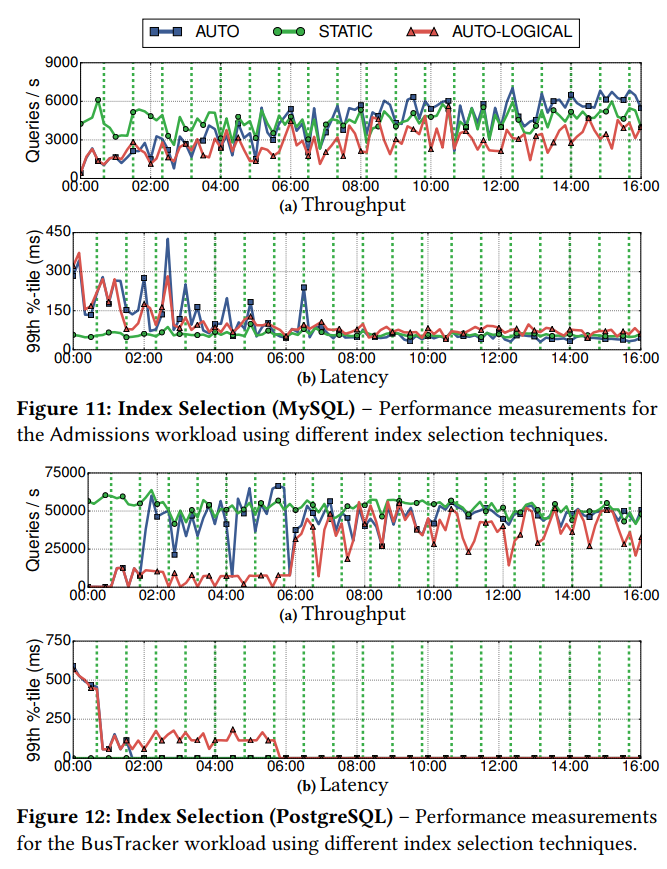 AUTO STATIC AUTO-LOGICAL
9000
6000
3000
0
Queries / s
00:00 02:00 04:00 06:00 08:00 10:00 12:00 14:00 16:00
(a) Throughput
450
300
150
0
99th %-tile (ms)
00:00 02:00 04:00 06:00 08:00 10:00 12:00 14:00 16:00
(b) Latency
Figure 11: Index Selection (MySQL) – Performance measurements for
the Admissions workload using different index selection techniques.
75000
50000
25000
0
Queries / s
00:00 02:00 04:00 06:00 08:00 10:00 12:00 14:00 16:00
(a) Throughput
750
500
250
0
99th %-tile (ms)
00:00 02:00 04:00 06:00 08:00 10:00 12:00 14:00 16:00
(b) Latency
Figure 12: Index Selection (PostgreSQL) – Performance measurements
for the BusTracker workload using different index selection techniques.